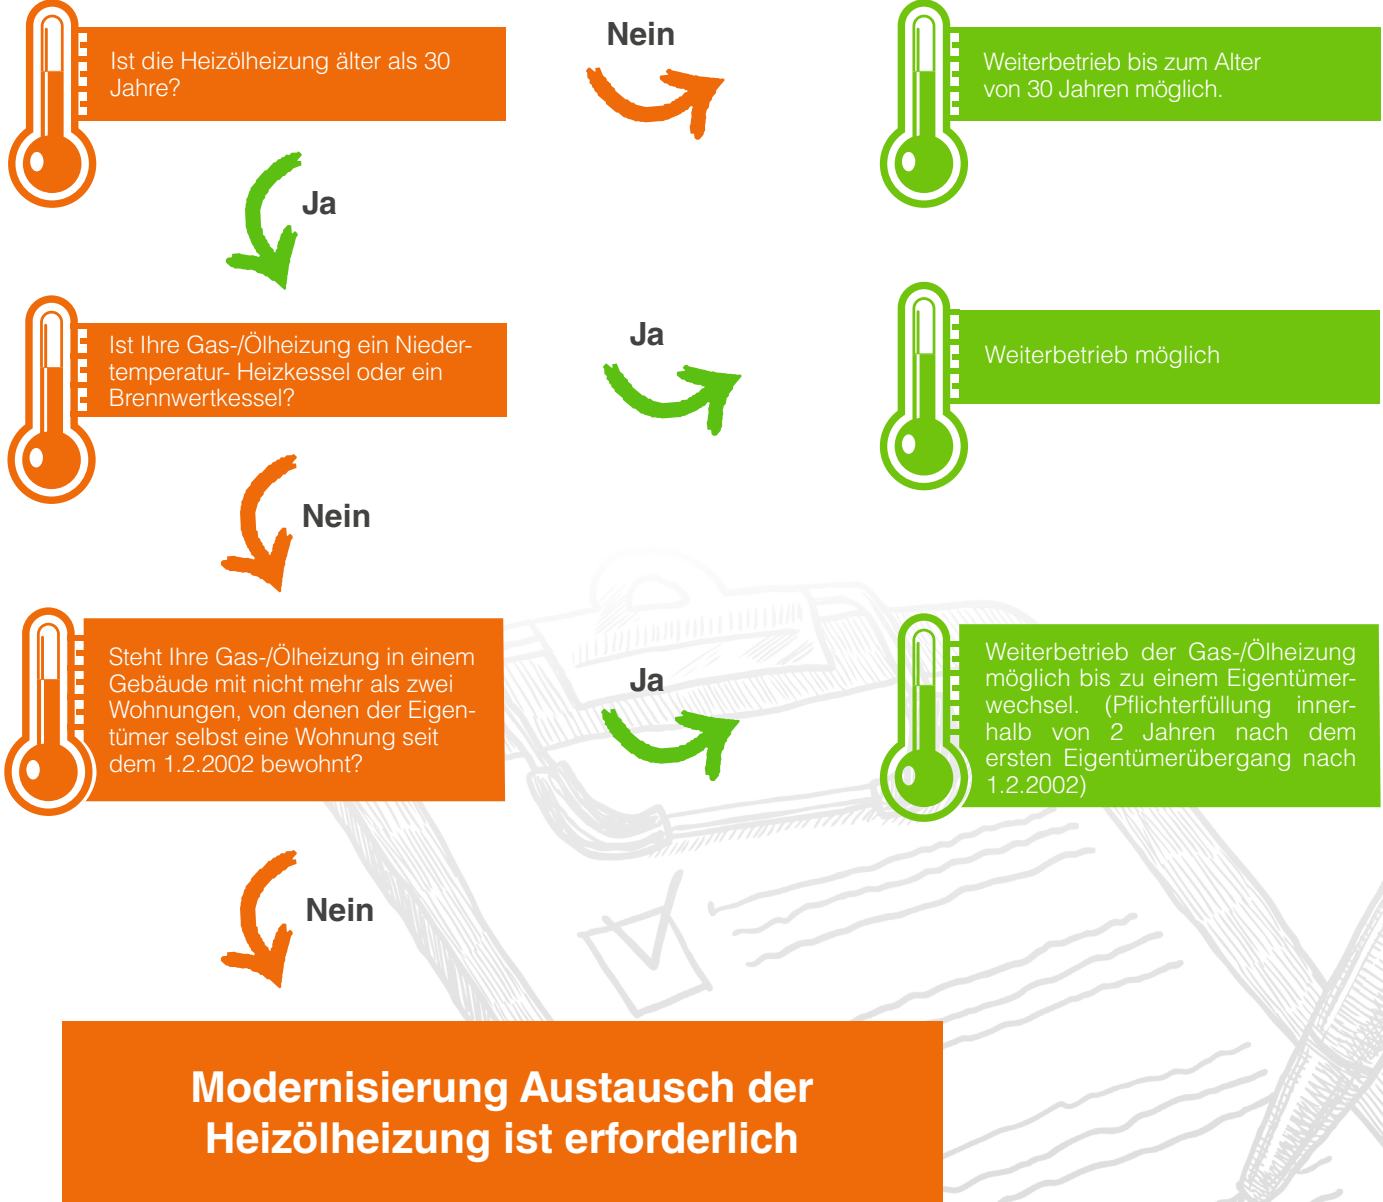 Ist die Heizölheizung älter als 30
Jahre?
Nein
Weiterbetrieb bis zum Alter
von 30 Jahren möglich.
Ja
Ist Ihre Gas-/Ölheizung ein Nieder-
temperatur- Heizkessel oder ein
Brennwertkessel?
Ja
Weiterbetrieb möglich
Nein
Steht Ihre Gas-/Ölheizung in einem
Gebäude mit nicht mehr als zwei
Wohnungen, von denen der Eigen-
tümer selbst eine Wohnung seit
dem 1.2.2002 bewohnt?
Ja
Weiterbetrieb der Gas-/Ölheizung
möglich bis zu einem Eigentümer-
wechsel. (Pflichterfüllung inner-
halb von 2 Jahren nach dem
ersten Eigentümerübergang nach
1.2.2002)
Nein
Modernisierung Austausch der
Heizölheizung ist erforderlich